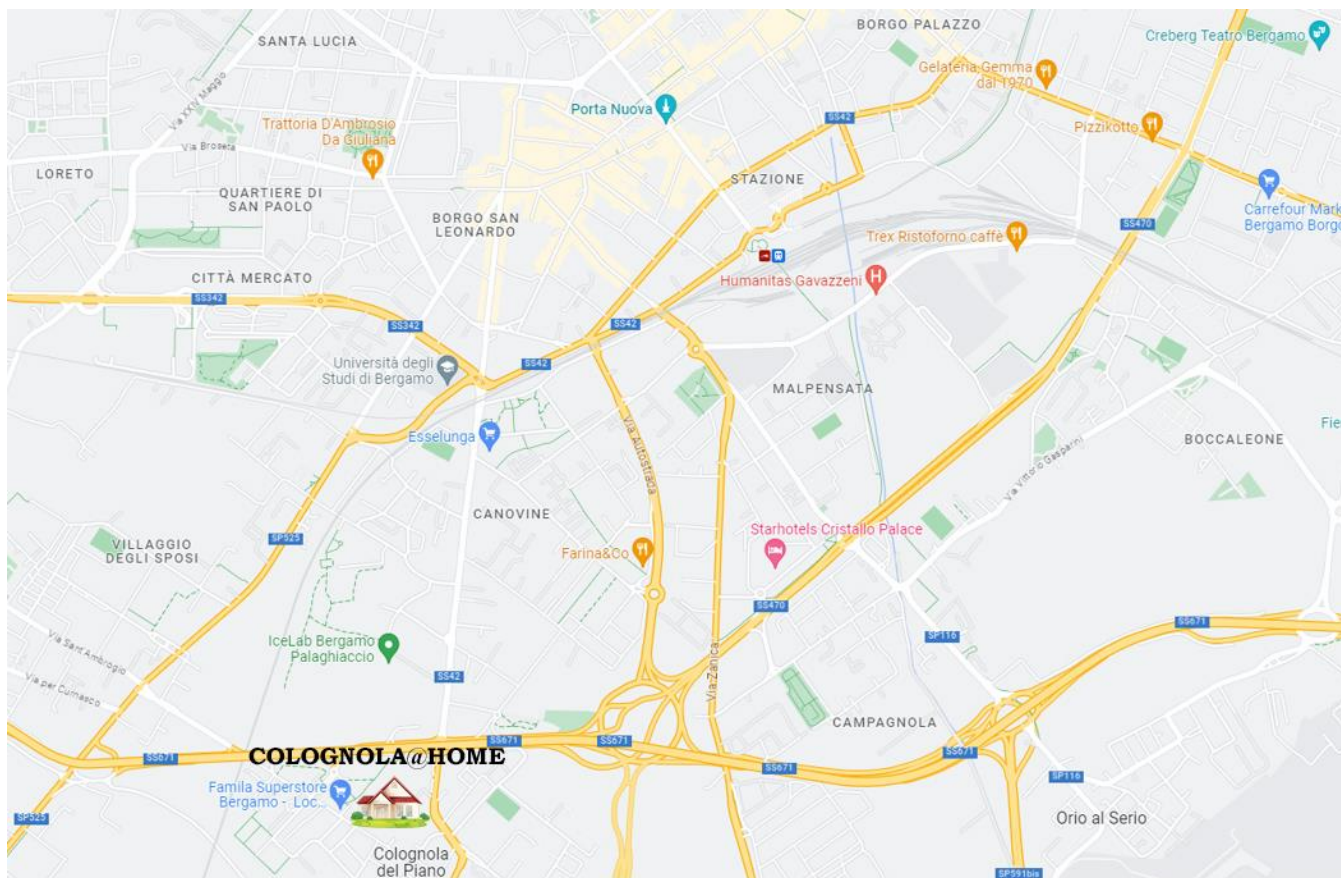 SANTA LUCIA
BORGO PALAZZO
Creberg Teatro Bergamo
Via XXIV Maggio
Gelateria Gemma
dal 1970
Porta Nuova
SS42
Trattoria D'Ambrosio
Da Giuliana
Pizzikotto
Via Broseta
LORETO
STAZIONE
QUARTIERE DI
SAN PAOLO
BORGO SAN
LEONARDO
Carrefour Mark
Bergamo Borgo
SS470
Trex Ristoforno caffè
CITTÀ MERCATO
Humanitas Gavazzeni
H
SS342
SS342
SS42
SS42
Università degli
Studi di Bergamo
MALPENSATA
Via Autostrada
Esselunga
BOCCALEONE
Fier
Via Vittorio Gasparini
CANOVINE
Starhotels Cristallo Palace
SP525
VILLAGGIO
DEGLI SPOSI
Farina&Co
SS470
SS671
SP116
IceLab Bergamo
Palaghiaccio
Via Sant'Ambrogio
Via Zanica
Via per Curnasco
SS42
CAMPAGNOLA
SS671
SS671
SS671
SS671
COLOGNOLA@HOME
SS671
SP116
Famila Superstore
Bergamo - Loc...
SP525
Orio al Serio
Colognola
del Piano
SP591bis